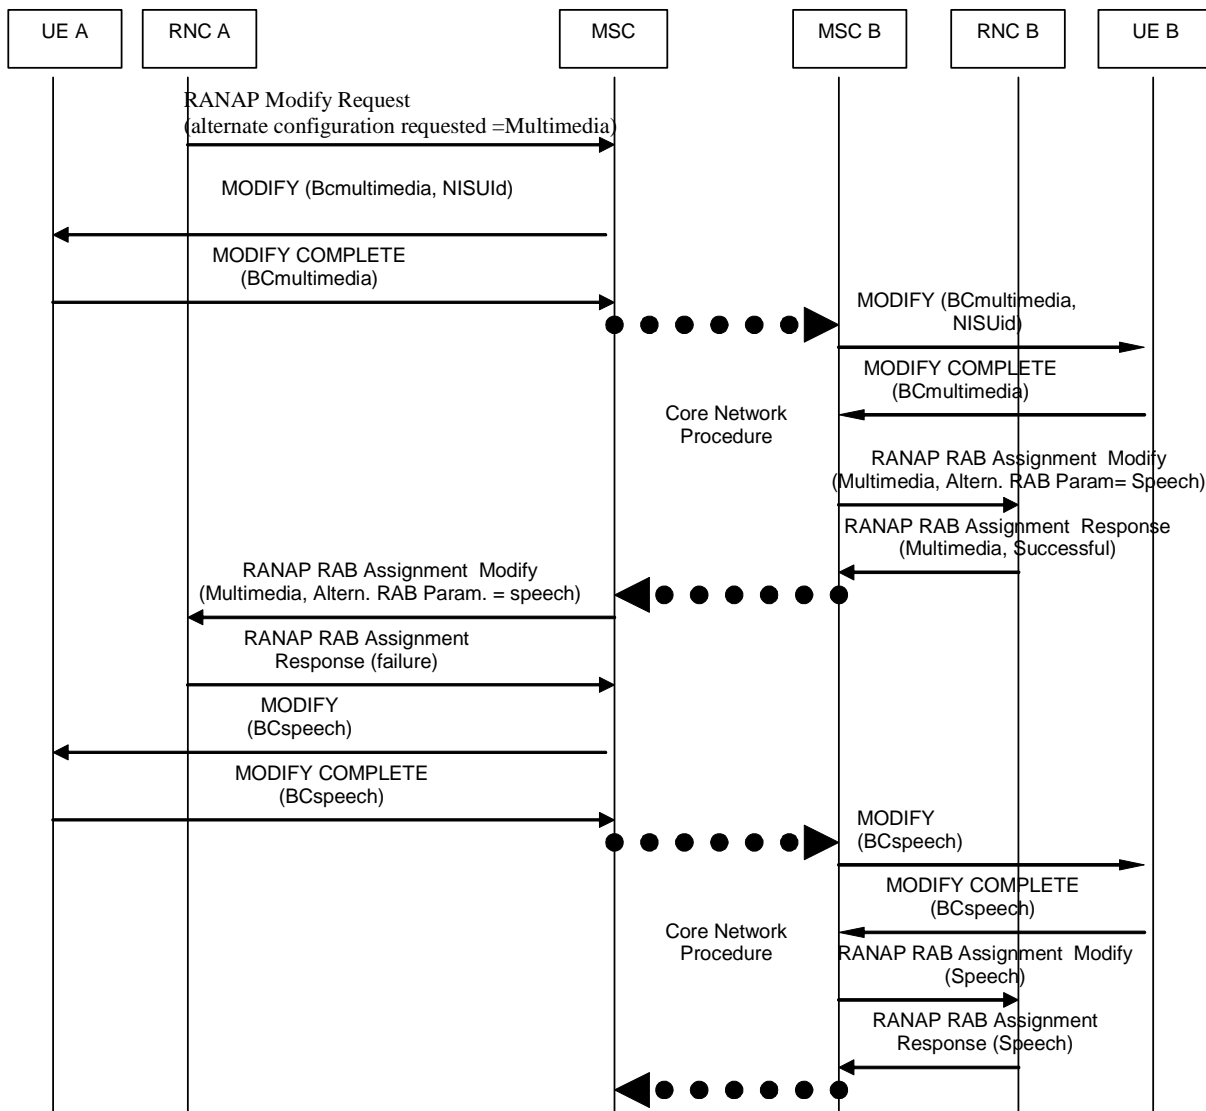 UE A
RNC A
MSC
MSC B
RNC B
UE B
RANAP Modify Request
(alternate configuration requested =Multimedia)
MODIFY (Bcmultimedia, NISUId)
MODIFY COMPLETE
(BCmultimedia)
MODIFY (BCmultimedia,
NISUid)
MODIFY COMPLETE
(BCmultimedia)
Core Network
Procedure
RANAP RAB Assignment Modify
(Multimedia, Altern. RAB Param= Speech)
RANAP RAB Assignment Response
(Multimedia, Successful)
RANAP RAB Assignment Modify
(Multimedia, Altern. RAB Param. = speech)
RANAP RAB Assignment
Response (failure)
MODIFY
(BCspeech)
MODIFY COMPLETE
(BCspeech)
MODIFY
(BCspeech)
MODIFY COMPLETE
(BCspeech)
Core Network
Procedure
RANAP RAB Assignment Modify
(Speech)
RANAP RAB Assignment
Response (Speech)